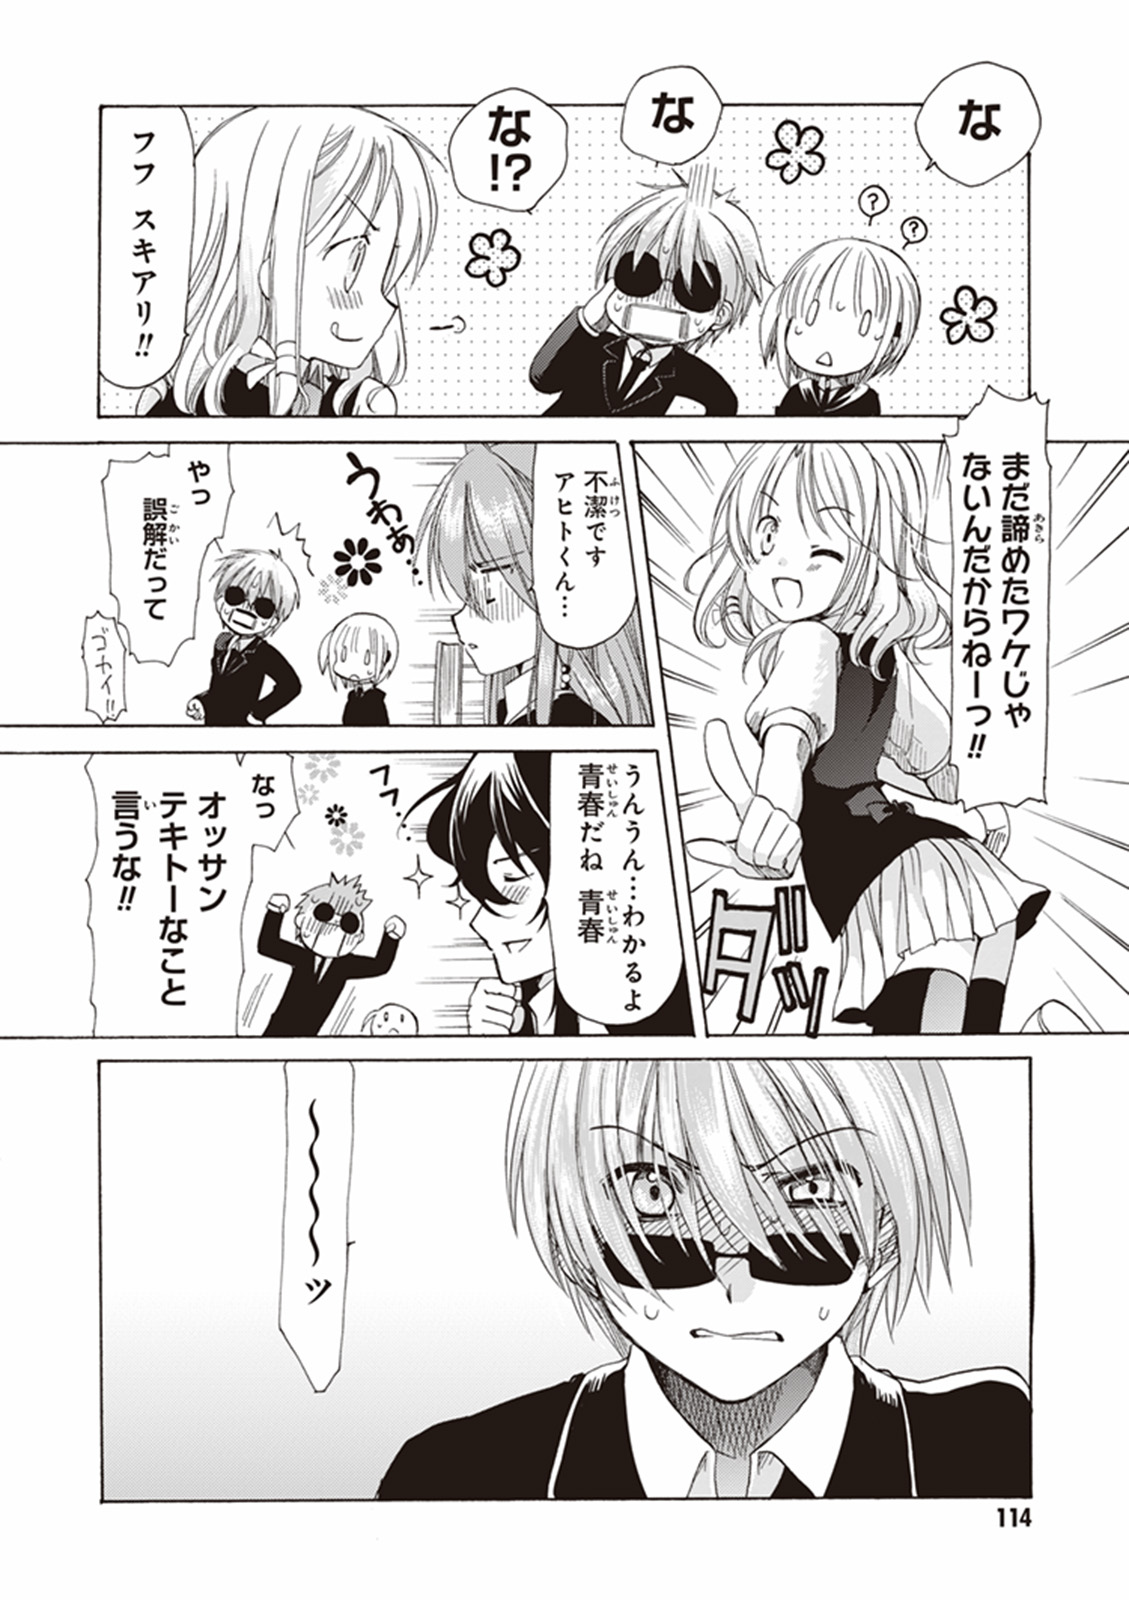 な
な
な!?
フフ スキアリ!!
まだ諦めたワケじゃ
ないんだからねーっ!!
ダダッ
不潔です
アヒトくん…
うわぁ…
やっ
誤解だって
ゴカイ!!
うんうん…わかるよ
青春だね 青春
フフ…
なっ
オッサン
テキトーなこと
言うな!!
〜〜〜〜ッ
114